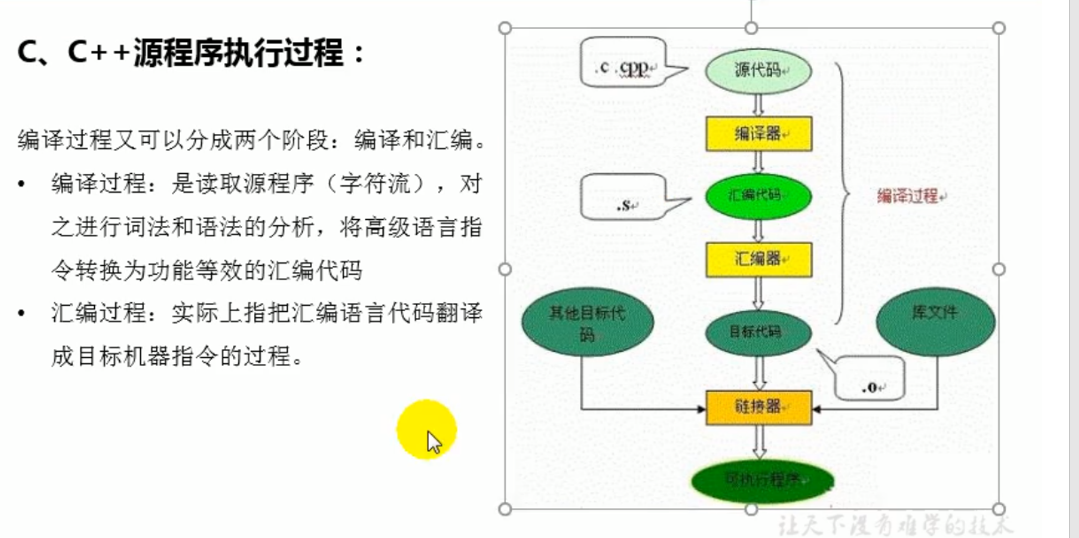 C、C++源程序执行过程：
编译过程又可以分成两个阶段：编译和汇编。
• 编译过程：是读取源程序（字符流），对
之进行词法和语法的分析，将高级语言指
令转换为功能等效的汇编代码
• 汇编过程：实际上指把汇编语言代码翻译
成目标机器指令的过程。
.c .cpp
源代码
编译器
.s
汇编代码
编译过程
汇编器
其他目标代
码
目标代码
库文件
.o
链接器
可执行程序
让天下没有难学的技术